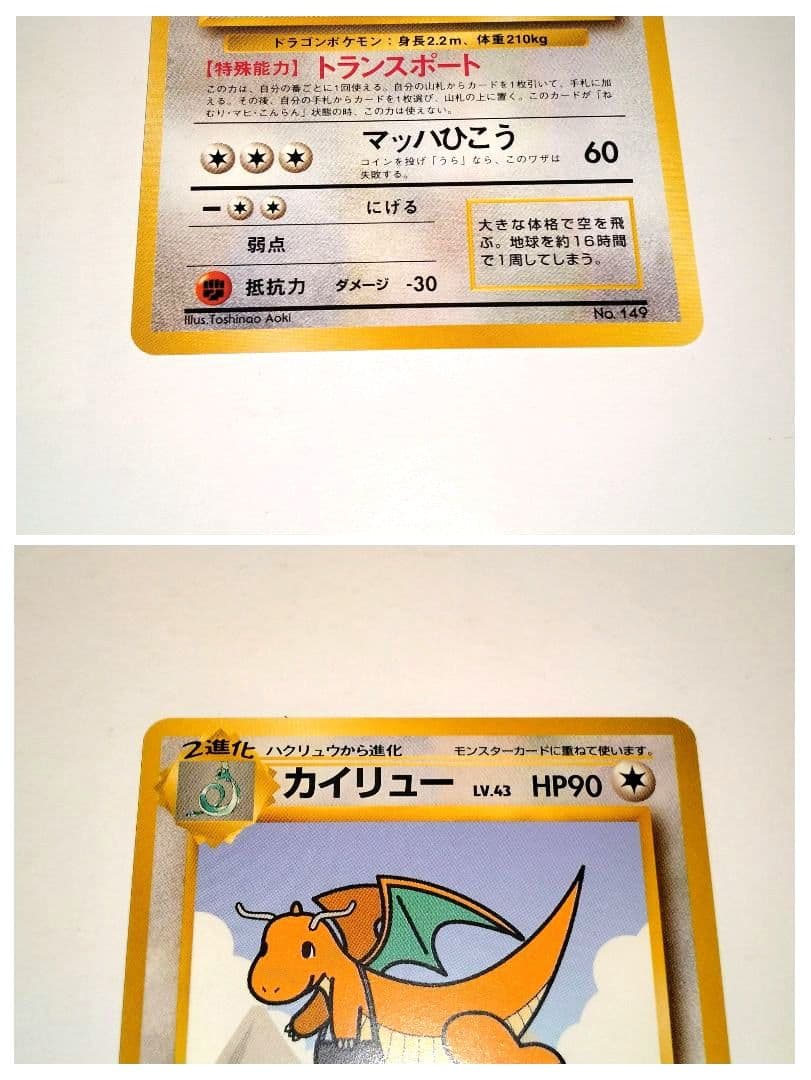 ドラゴンポケモン：身長2.2m、体重210kg
【特殊能力】トランスポート
この力は、自分の番ごとに1回使える。自分の山札からカードを1枚引いて、手札に加
える。その後、自分の手札からカードを1枚選び、山札の上に置く。このカードが「ね
むり・マヒ・こんらん」状態の時、この力は使えない。
マッハひこう
コインを投げ「うら」なら、このワザは
失敗する。
60
ー にげる
弱点
抵抗力 ダメージ -30
大きな体格で空を飛
ぶ。地球を約16時間
で1周してしまう。
Illus.Toshinao Aoki
No. 149
2進化 ハクリュウから進化 モンスターカードに重ねて使います。
カイリュー LV.43 HP90